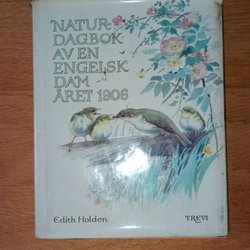 NATUR-
DAGBOK
AV EN
ENGELSK
DAM
ÅRET 1906
Edith Holden
TREVI